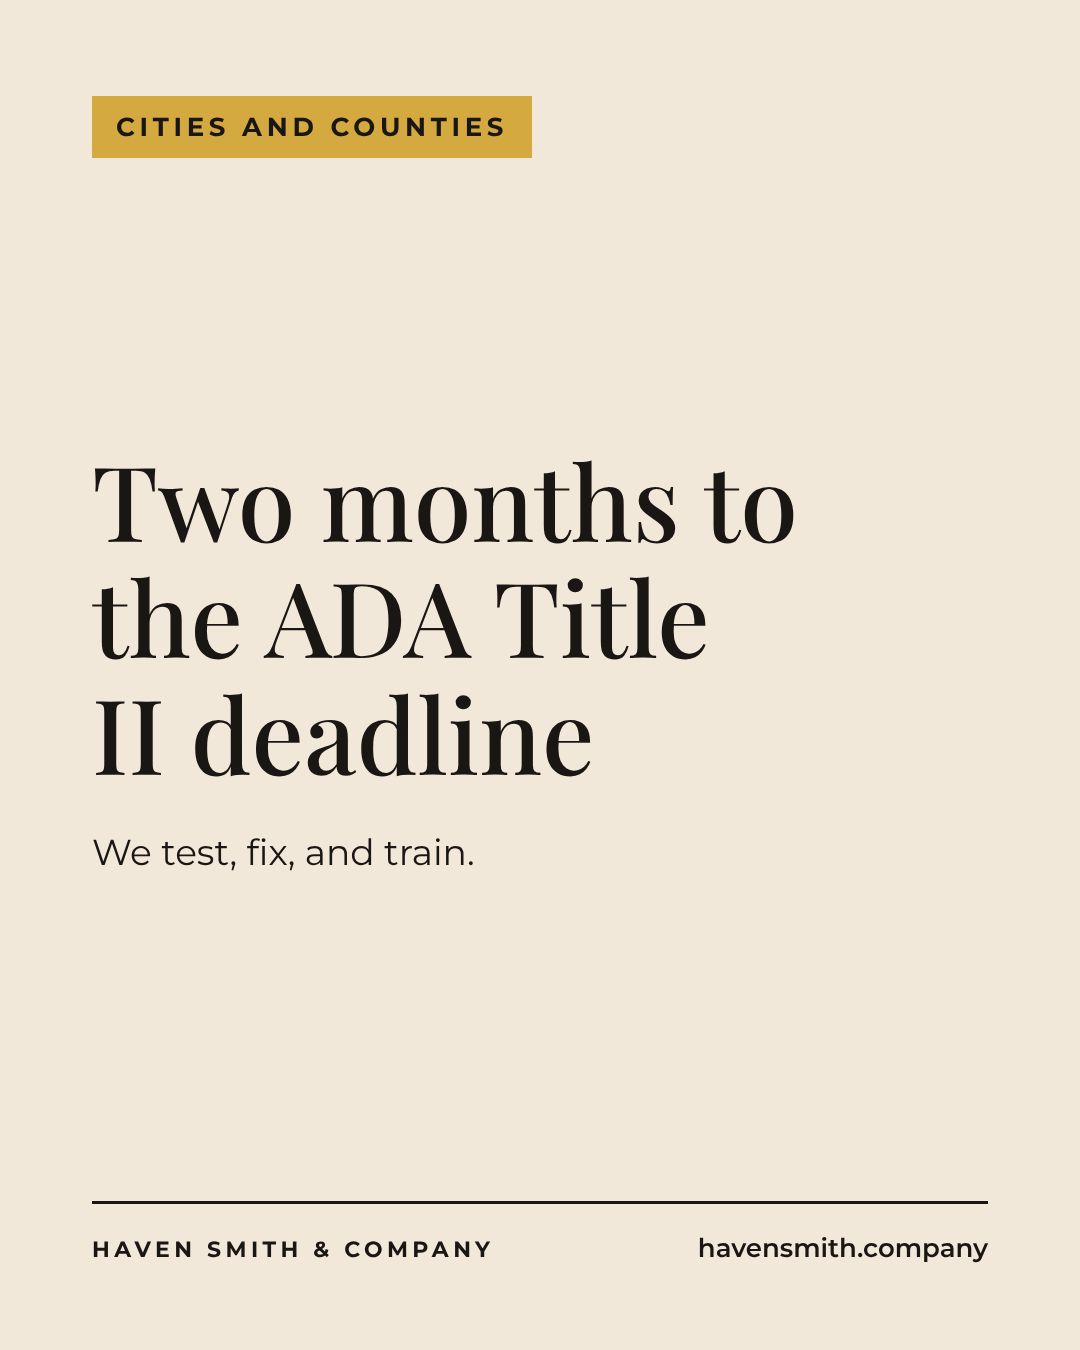 CITIES AND COUNTIES
Two months to
the ADA Title
II deadline
We test, fix, and train.
HAVEN SMITH & COMPANY
havensmith.company